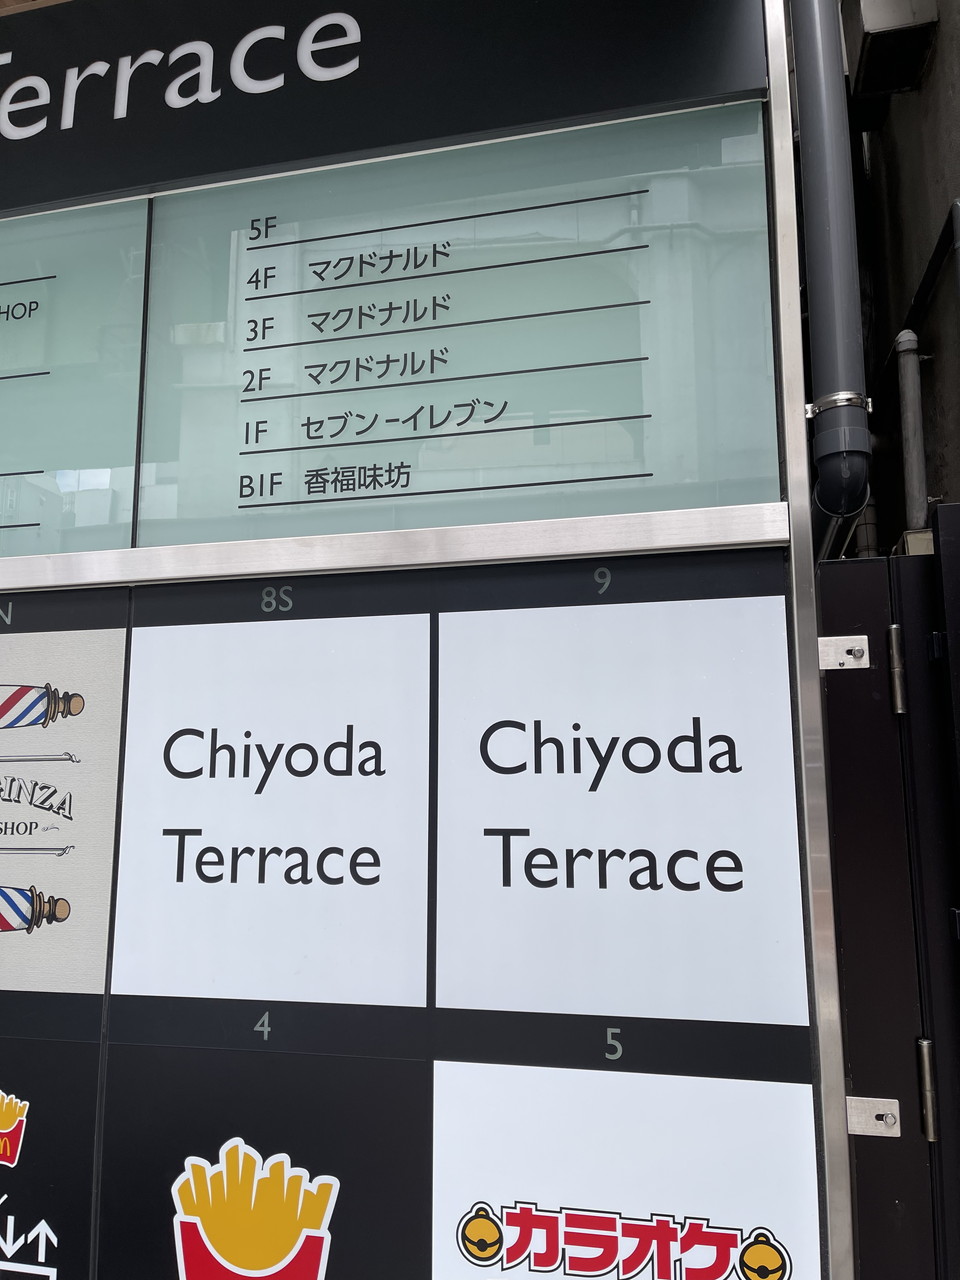 Terrace
5F
4F マクドナルド
HOP
3F マクドナルド
2F マクドナルド
1F セブン-イレブン
B1F 香福味坊
N
8S
9
GINZA
SHOP
Chiyoda
Terrace
Chiyoda
Terrace
4
5
カラオケ